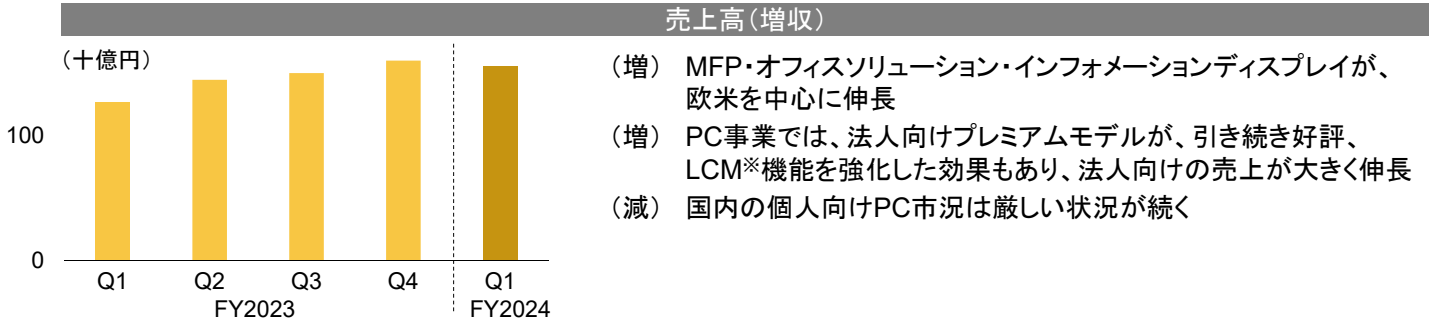 売上高(増収)
(十億円)
100
0
Q1 Q2 Q3 Q4 Q1
FY2023 FY2024
(増) MFP・オフィスソリューション・インフォメーションディスプレイが、
欧米を中心に伸長
(増) PC事業では、法人向けプレミアムモデルが、引き続き好評、
LCM※機能を強化した効果もあり、法人向けの売上が大きく伸長
(減) 国内の個人向けPC市況は厳しい状況が続く